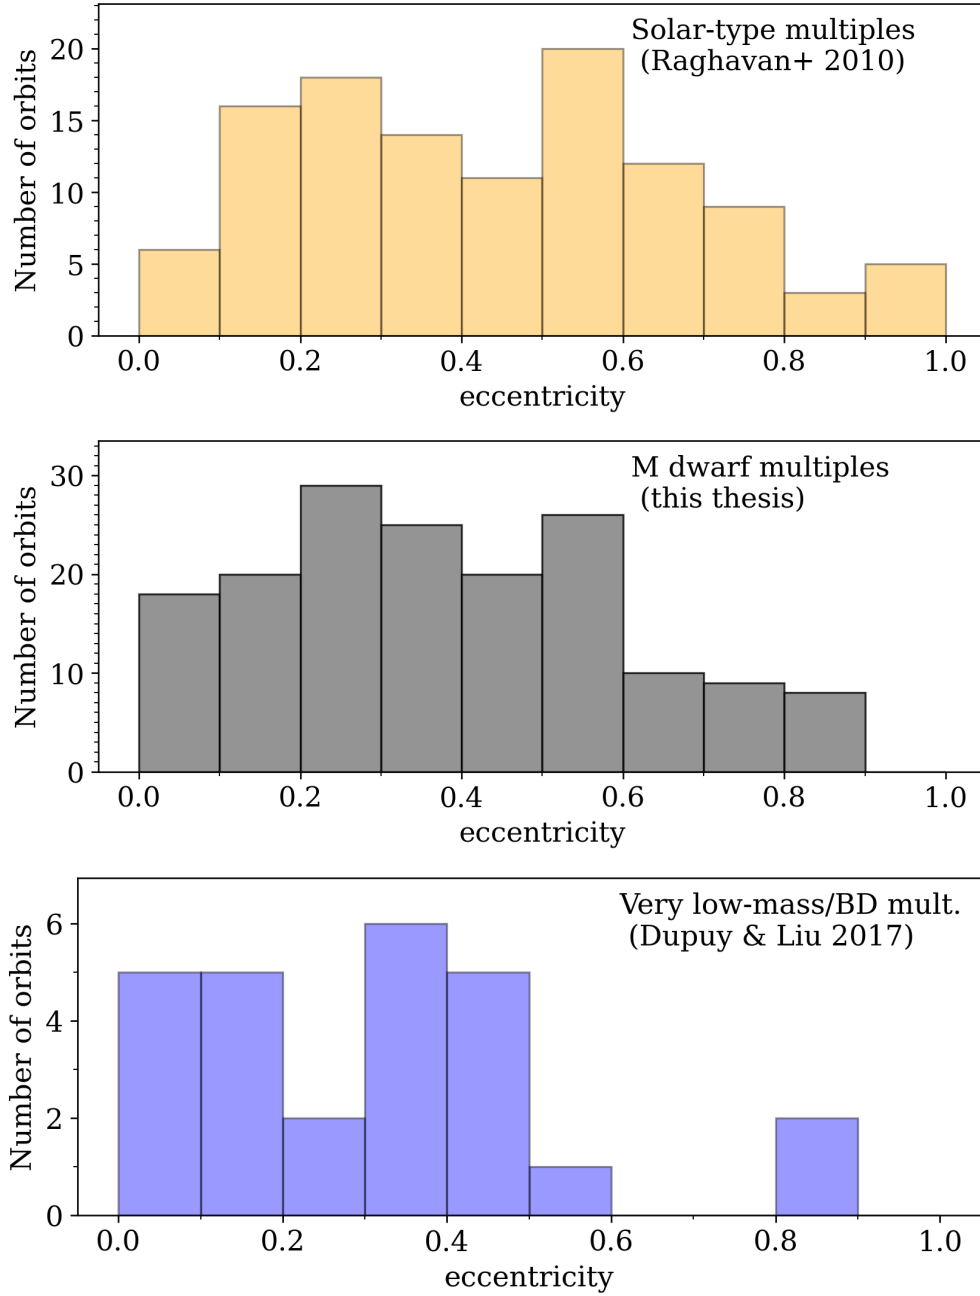 Solar-type multiples
(Raghavan+ 2010)
Number of orbits
20
15
10
5
0
0.0 0.2 0.4 0.6 0.8 1.0
eccentricity
M dwarf multiples
(this thesis)
Number of orbits
30
20
10
0
0.0 0.2 0.4 0.6 0.8 1.0
eccentricity
Very low-mass/BD mult.
(Dupuy & Liu 2017)
Number of orbits
6
4
2
0
0.0 0.2 0.4 0.6 0.8 1.0
eccentricity